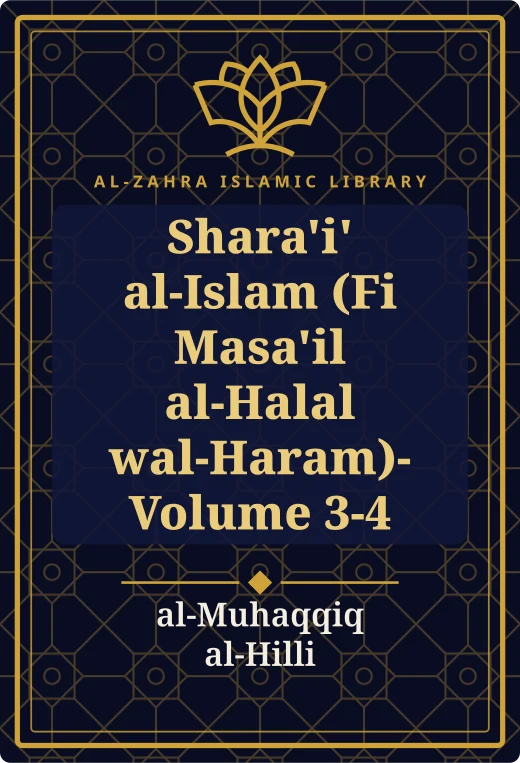 AL-ZAHRA ISLAMIC LIBRARY
Shara'i'
al-Islam (Fi
Masa'il
al-Halal
wal-Haram)-
Volume 3-4
al-Muhaqqiq
al-Hilli